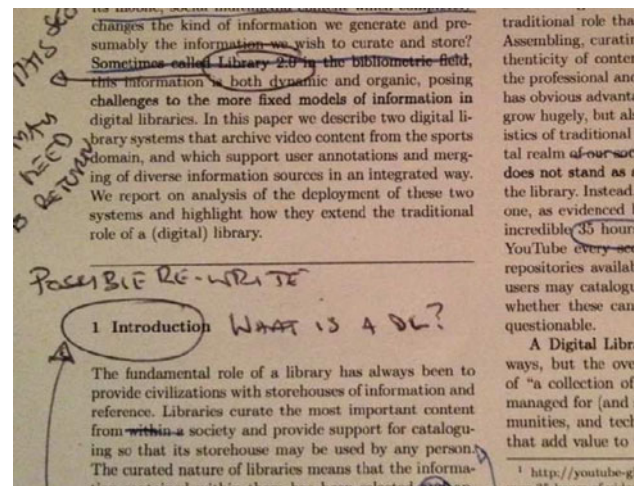 its mobile, social multimedia content which completely
changes the kind of information we generate and pre-
sumably the information we wish to curate and store?
Sometimes called Library 2.0 in the bibliometric field,
this information is both dynamic and organic, posing
challenges to the more fixed models of information in
digital libraries. In this paper we describe two digital li-
brary systems that archive video content from the sports
domain, and which support user annotations and merg-
ing of diverse information sources in an integrated way.
We report on analysis of the deployment of these two
systems and highlight how they extend the traditional
role of a (digital) library.
THIS
NEED
RETURN
POSSIBLE RE-WRITE
1 Introduction WHAT IS A DL?
The fundamental role of a library has always been to
provide civilizations with storehouses of information and
reference. Libraries curate the most important content
from within a society and provide support for catalogu-
ing so that its storehouse may be used by any person.
The curated nature of libraries means that the informa-
traditional role tha
Assembling, curatin
thenticity of conten
the professional and
has obvious advanta
grow hugely, but als
istics of traditional
tal realm of our soc
does not stand as a
the library. Instead
one, as evidenced
incredible 35 hours
YouTube every sec
repositories availab
users may catalogu
whether these can
questionable.
A Digital Libr
ways, but the ove
of "a collection of
managed for (and
munities, and tech
that add value to
1 http://youtube-g